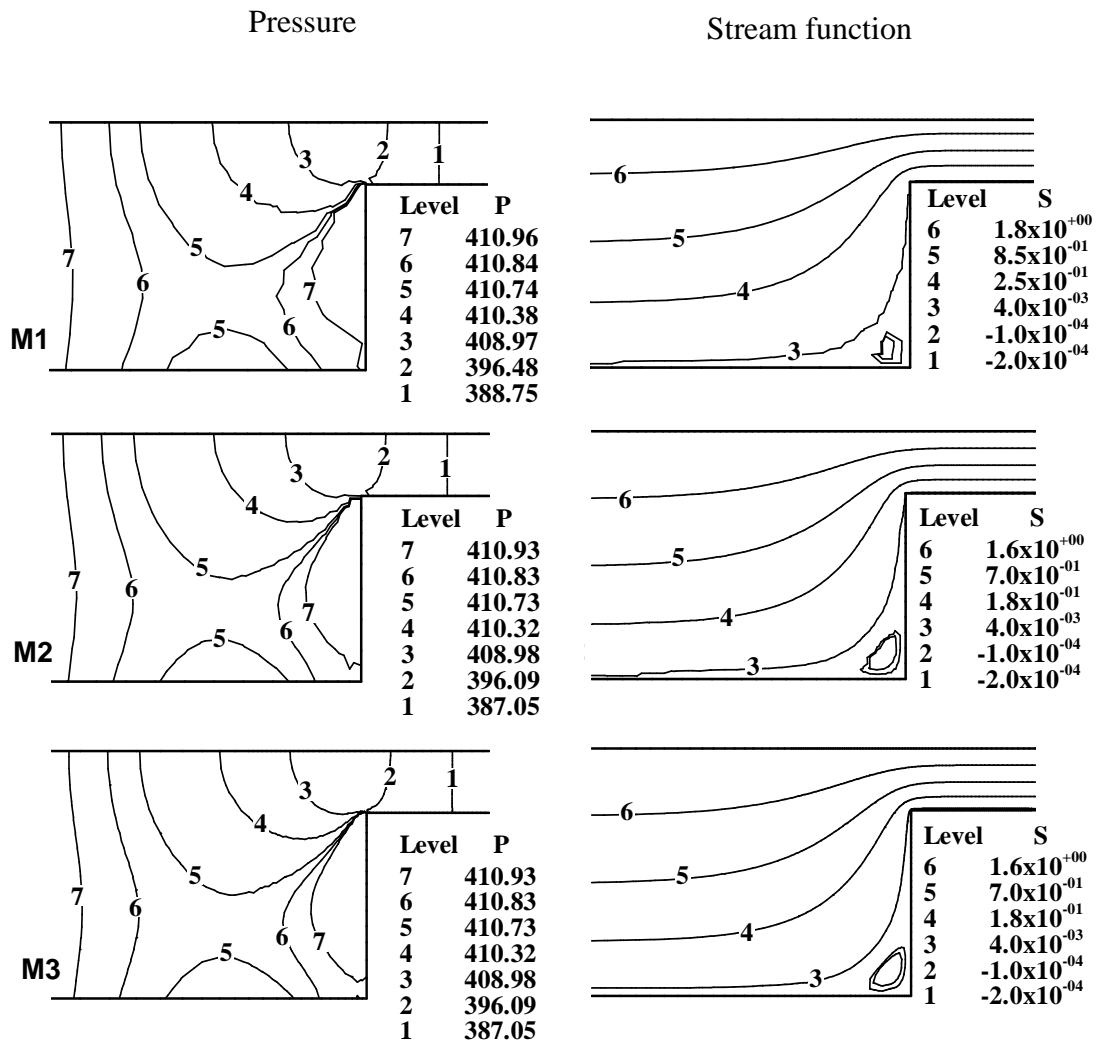 Pressure
Stream function
M1
7
6
5
4
3
2
1
5
6
7
Level P
7 410.96
6 410.84
5 410.74
4 410.38
3 408.97
2 396.48
1 388.75
6
5
4
3
Level S
6 1.8x10+00
5 8.5x10-01
4 2.5x10-01
3 4.0x10-03
2 -1.0x10-04
1 -2.0x10-04
M2
7
6
5
4
3
2
1
5
6
7
Level P
7 410.93
6 410.83
5 410.73
4 410.32
3 408.98
2 396.09
1 387.05
6
5
4
3
Level S
6 1.6x10+00
5 7.0x10-01
4 1.8x10-01
3 4.0x10-03
2 -1.0x10-04
1 -2.0x10-04
M3
7
6
5
4
3
2
1
5
6
7
Level P
7 410.93
6 410.83
5 410.73
4 410.32
3 408.98
2 396.09
1 387.05
6
5
4
3
Level S
6 1.6x10+00
5 7.0x10-01
4 1.8x10-01
3 4.0x10-03
2 -1.0x10-04
1 -2.0x10-04